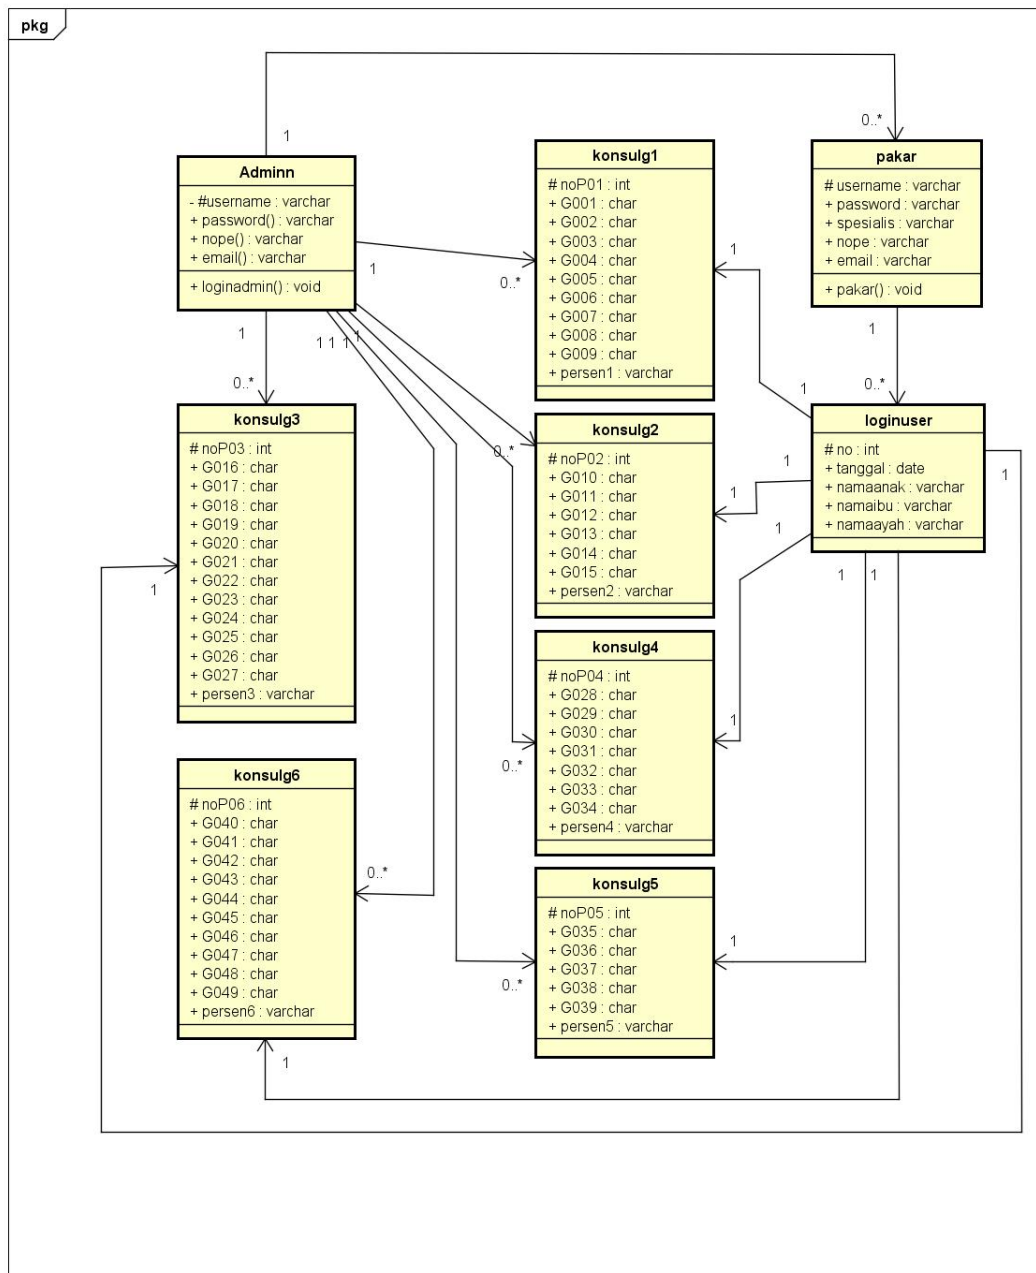 pkg
1
0..*
Adminn
- #username : varchar
+ password() : varchar
+ nope() : varchar
+ email() : varchar
+ loginadmin() : void
konsulg1
# noP01 : int
+ G001 : char
+ G002 : char
+ G003 : char
+ G004 : char
+ G005 : char
+ G006 : char
+ G007 : char
+ G008 : char
+ G009 : char
+ persen1 : varchar
pakar
# username : varchar
+ password : varchar
+ spesialis : varchar
+ nope : varchar
+ email : varchar
+ pakar() : void
1
0..*
1
1
1
0..*
1 1 1 1
1
0..*
konsulg3
# noP03 : int
+ G016 : char
+ G017 : char
+ G018 : char
+ G019 : char
+ G020 : char
+ G021 : char
+ G022 : char
+ G023 : char
+ G024 : char
+ G025 : char
+ G026 : char
+ G027 : char
+ persen3 : varchar
1
konsulg2
# noP02 : int
+ G010 : char
+ G011 : char
+ G012 : char
+ G013 : char
+ G014 : char
+ G015 : char
+ persen2 : varchar
0..*
1
1
1
loginuser
# no : int
+ tanggal : date
+ namaanak : varchar
+ namaibu : varchar
+ namaayah : varchar
1
1
1
1
konsulg4
# noP04 : int
+ G028 : char
+ G029 : char
+ G030 : char
+ G031 : char
+ G032 : char
+ G033 : char
+ G034 : char
+ persen4 : varchar
1
0..*
konsulg6
# noP06 : int
+ G040 : char
+ G041 : char
+ G042 : char
+ G043 : char
+ G044 : char
+ G045 : char
+ G046 : char
+ G047 : char
+ G048 : char
+ G049 : char
+ persen6 : varchar
0..*
1
konsulg5
# noP05 : int
+ G035 : char
+ G036 : char
+ G037 : char
+ G038 : char
+ G039 : char
+ persen5 : varchar
1
0..*